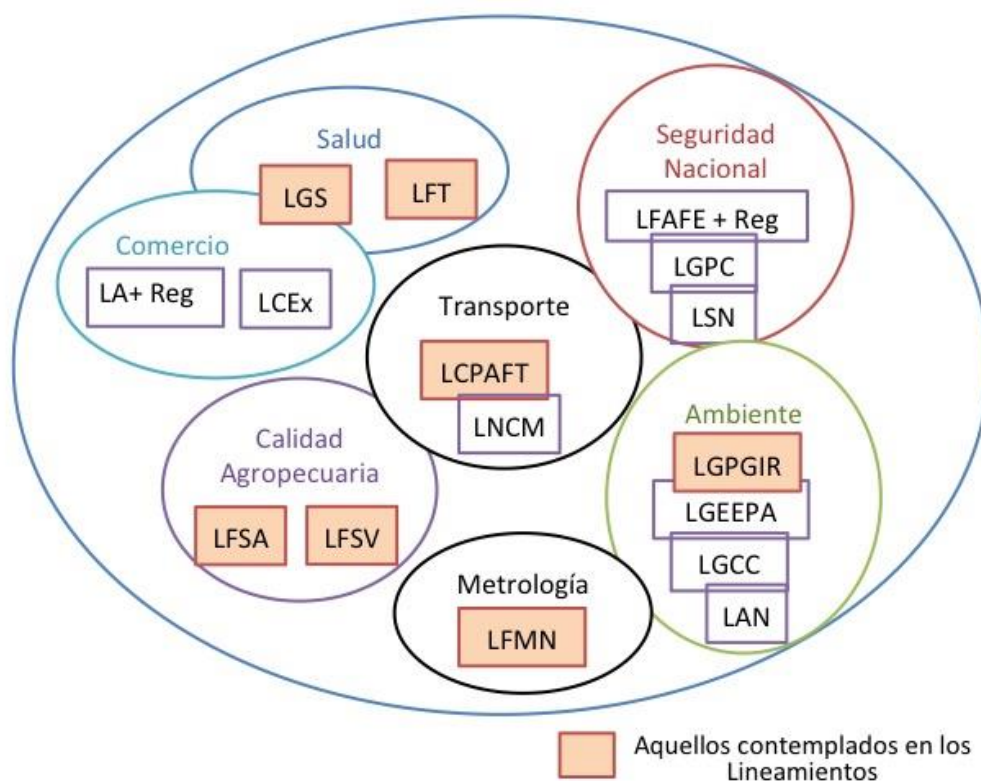 Salud
LGS
LFT
Comercio
LA+ Reg
LCEx
Seguridad
Nacional
LFAFE + Reg
LGPC
LSN
Transporte
LCPAFT
LNCM
Calidad
Agropecuaria
LFSA
LFSV
Ambiente
LGPGIR
LGEEPA
LGCC
LAN
Metrología
LFMN
Aquellos contemplados en los
Lineamientos